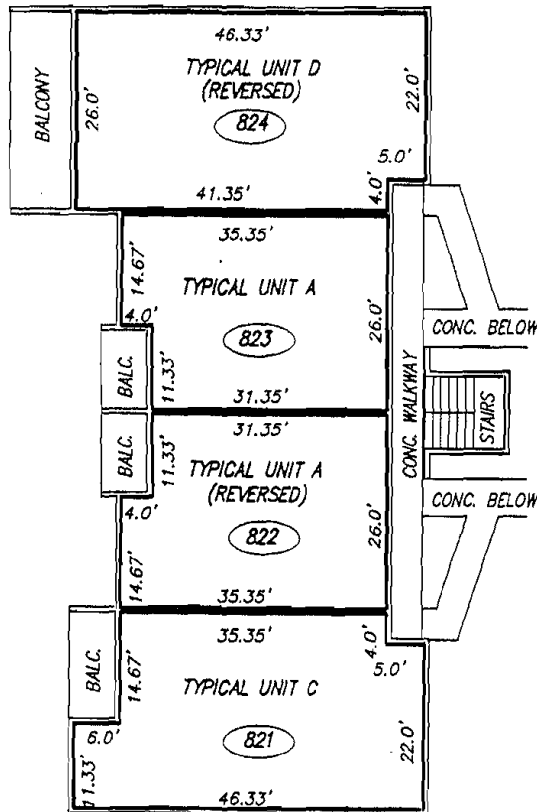 46.33'
TYPICAL UNIT D
(REVERSED)
824
BALCONY
26.0'
22.0'
5.0'
4.0'
41.35'
35.35'
14.67'
TYPICAL UNIT A
4.0'
823
26.0'
CONC. BELOW
BALC.
11.33'
31.35'
CONC. WALKWAY
STAIRS
31.35'
BALC.
11.33'
TYPICAL UNIT A
(REVERSED)
4.0'
822
26.0'
CONC. BELOW
14.67'
35.35'
35.35'
4.0'
5.0'
BALC.
14.67'
TYPICAL UNIT C
6.0'
821
22.0'
11.33'
46.33'